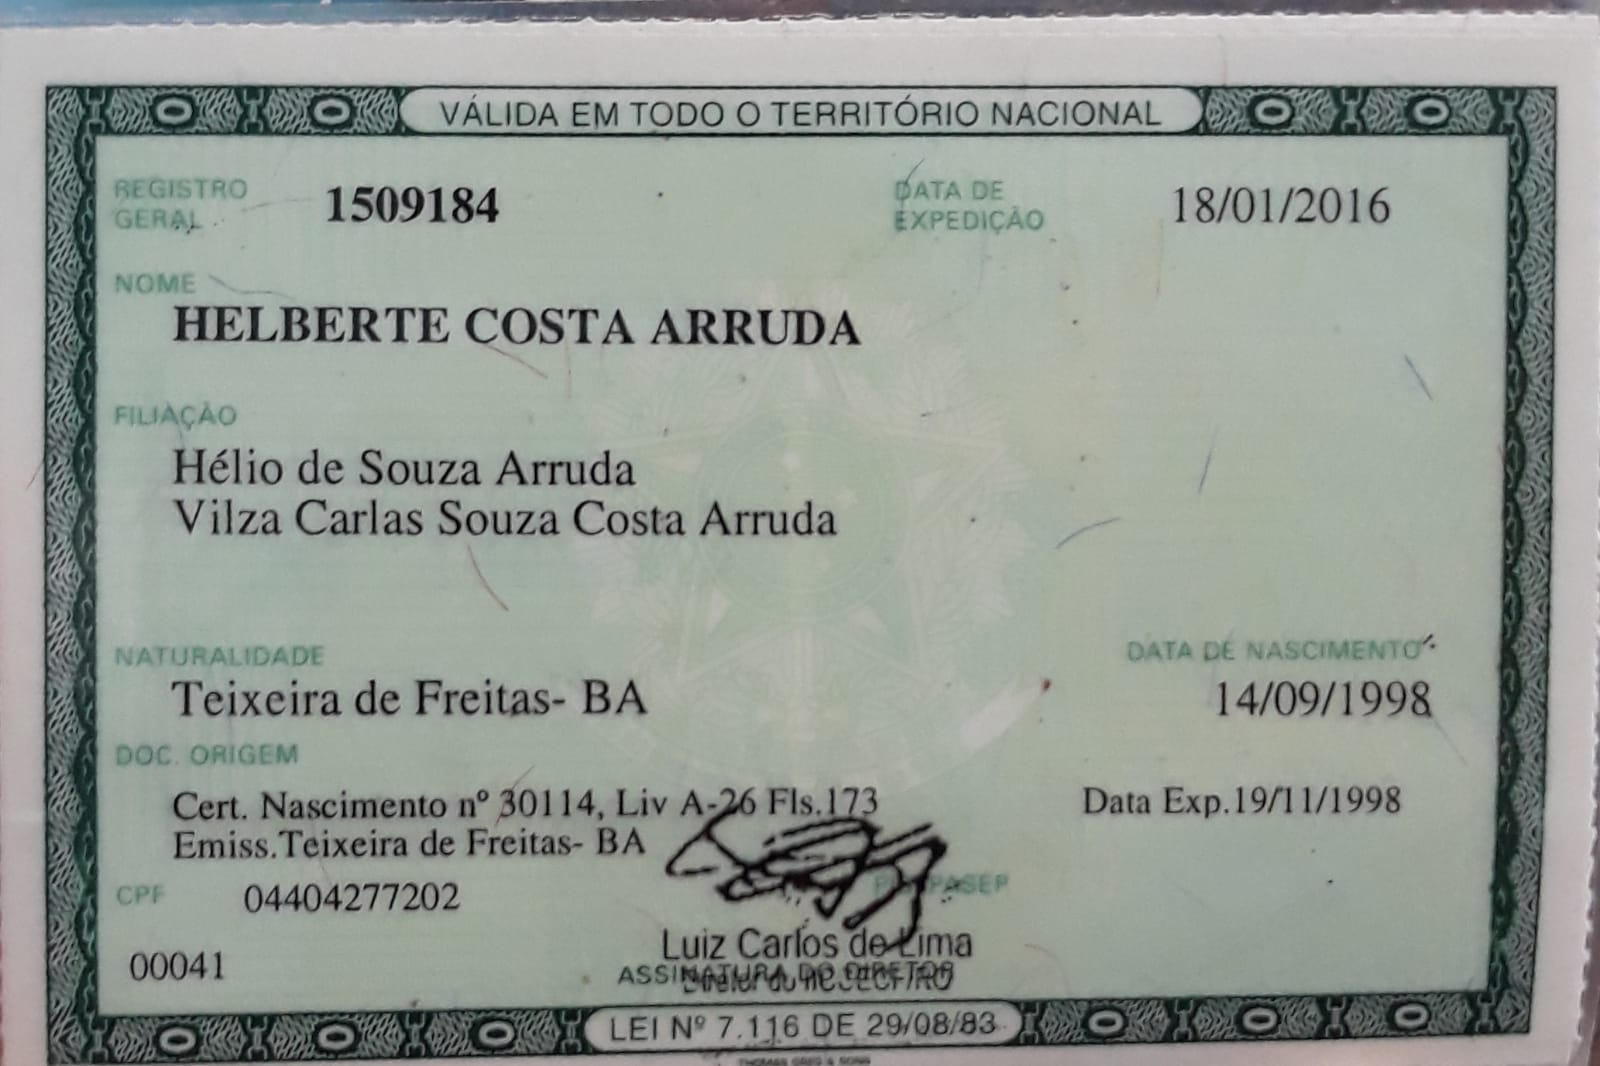 VÁLIDA EM TODO O TERRITÓRIO NACIONAL
REGISTRO GERAL 1509184 DATA DE EXPEDIÇÃO 18/01/2016
NOME
HELBERTE COSTA ARRUDA
FILIAÇÃO
Hélio de Souza Arruda
Vilza Carlas Souza Costa Arruda
NATURALIDADE DATA DE NASCIMENTO
Teixeira de Freitas- BA 14/09/1998
DOC. ORIGEM
Cert. Nascimento nº 30114, Liv A-26 Fls.173 Data Exp.19/11/1998
Emiss.Teixeira de Freitas- BA
CPF 04404277202 PASEP
00041 Luiz Carlos de Lima
ASSINATURA DO DIRETOR
LEI Nº 7.116 DE 29/08/83
THOMAS GREG & SONS